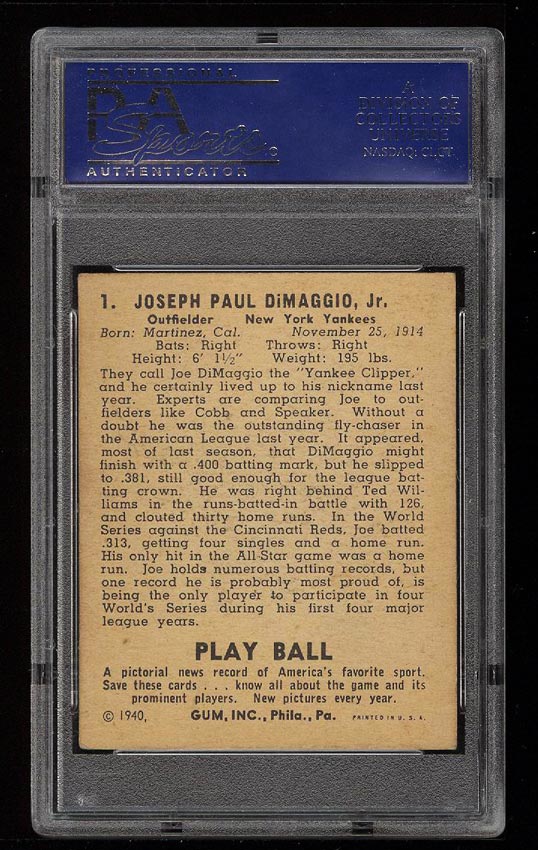 PROFESSIONAL
PSA
Sports
AUTHENTICATOR
A
DIVISION OF
COLLECTORS
UNIVERSE
NASDAQ: CLCT
1. JOSEPH PAUL DiMAGGIO, Jr.
Outfielder New York Yankees
Born: Martinez, Cal. November 25, 1914
Bats: Right Throws: Right
Height: 6' 1½" Weight: 195 lbs.
They call Joe DiMaggio the "Yankee Clipper,"
and he certainly lived up to his nickname last
year. Experts are comparing Joe to out-
fielders like Cobb and Speaker. Without a
doubt he was the outstanding fly-chaser in
the American League last year. It appeared,
most of last season, that DiMaggio might
finish with a .400 batting mark, but he slipped
to .381, still good enough for the league bat-
ting crown. He was right behind Ted Wil-
liams in the runs-batted-in battle with 126,
and clouted thirty home runs. In the World
Series against the Cincinnati Reds, Joe batted
.313, getting four singles and a home run.
His only hit in the All-Star game was a home
run. Joe holds numerous batting records, but
one record he is probably most proud of, is
being the only player to participate in four
World's Series during his first four major
league years.
PLAY BALL
A pictorial news record of America's favorite sport.
Save these cards . . . know all about the game and its
prominent players. New pictures every year.
© 1940, GUM, INC., Phila., Pa. PRINTED IN U. S. A.